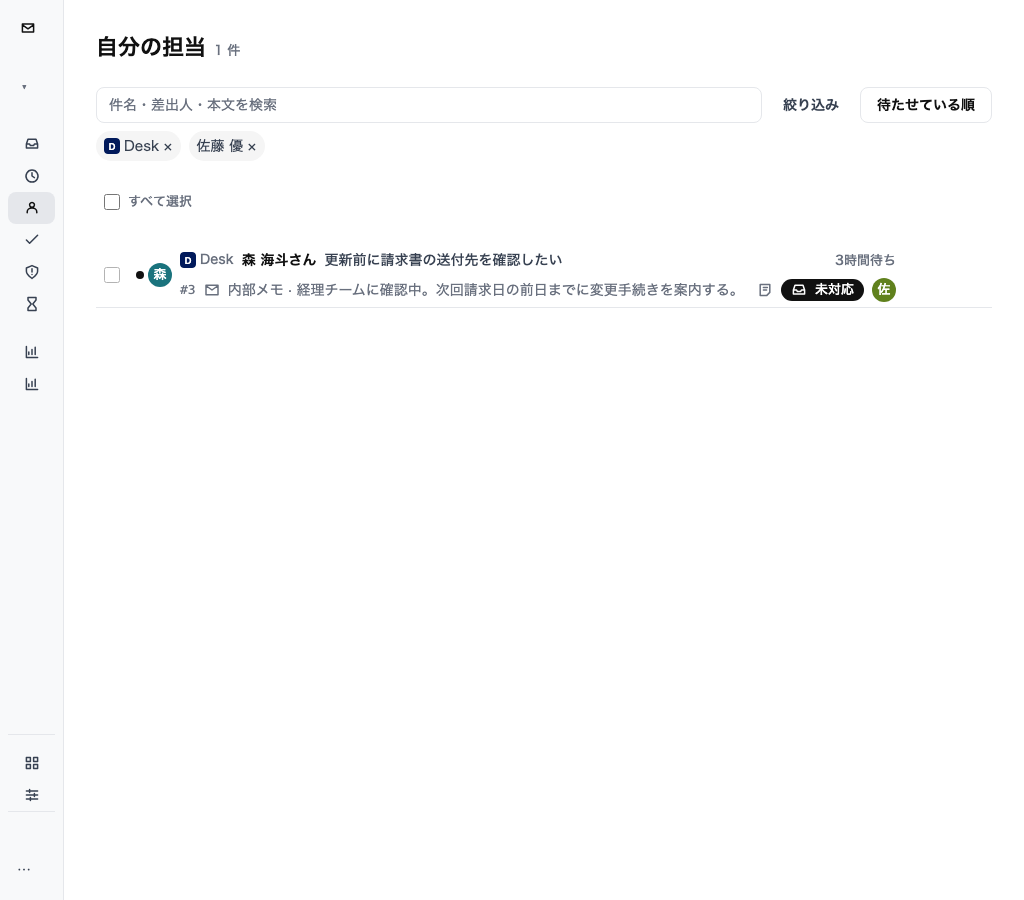 自分の担当 1 件
件名・差出人・本文を検索
絞り込み
待たせている順
D Desk ×
佐藤 優 ×
すべて選択
森
D Desk 森 海斗さん 更新前に請求書の送付先を確認したい 3時間待ち
#3 内部メモ · 経理チームに確認中。次回請求日の前日までに変更手続きを案内する。 未対応 佐
…